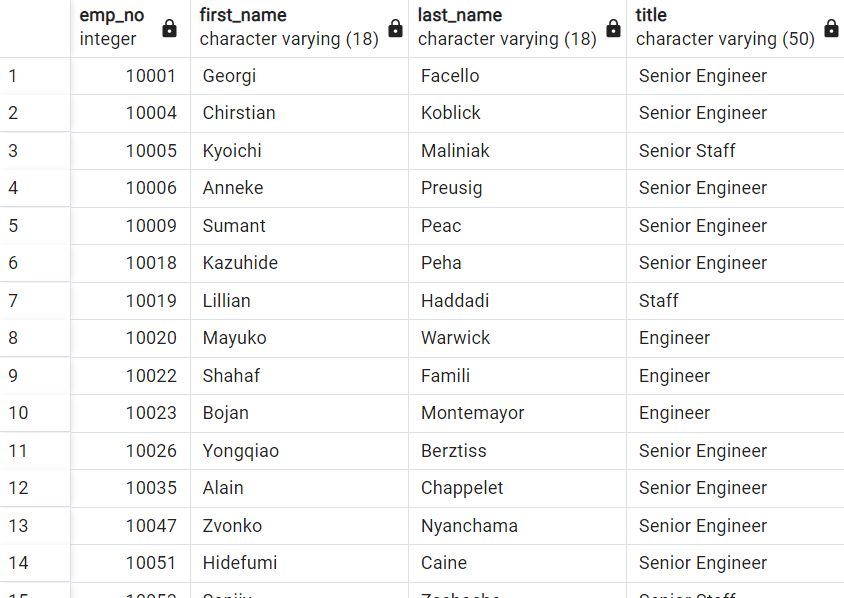 emp_no first_name last_name title
integer character varying (18) character varying (18) character varying (50)
1 10001 Georgi Facello Senior Engineer
2 10004 Chirstian Koblick Senior Engineer
3 10005 Kyoichi Maliniak Senior Staff
4 10006 Anneke Preusig Senior Engineer
5 10009 Sumant Peac Senior Engineer
6 10018 Kazuhide Peha Senior Engineer
7 10019 Lillian Haddadi Staff
8 10020 Mayuko Warwick Engineer
9 10022 Shahaf Famili Engineer
10 10023 Bojan Montemayor Engineer
11 10026 Yongqiao Berztiss Senior Engineer
12 10035 Alain Chappelet Senior Engineer
13 10047 Zvonko Nyanchama Senior Engineer
14 10051 Hidefumi Caine Senior Engineer
15 Senior Staff